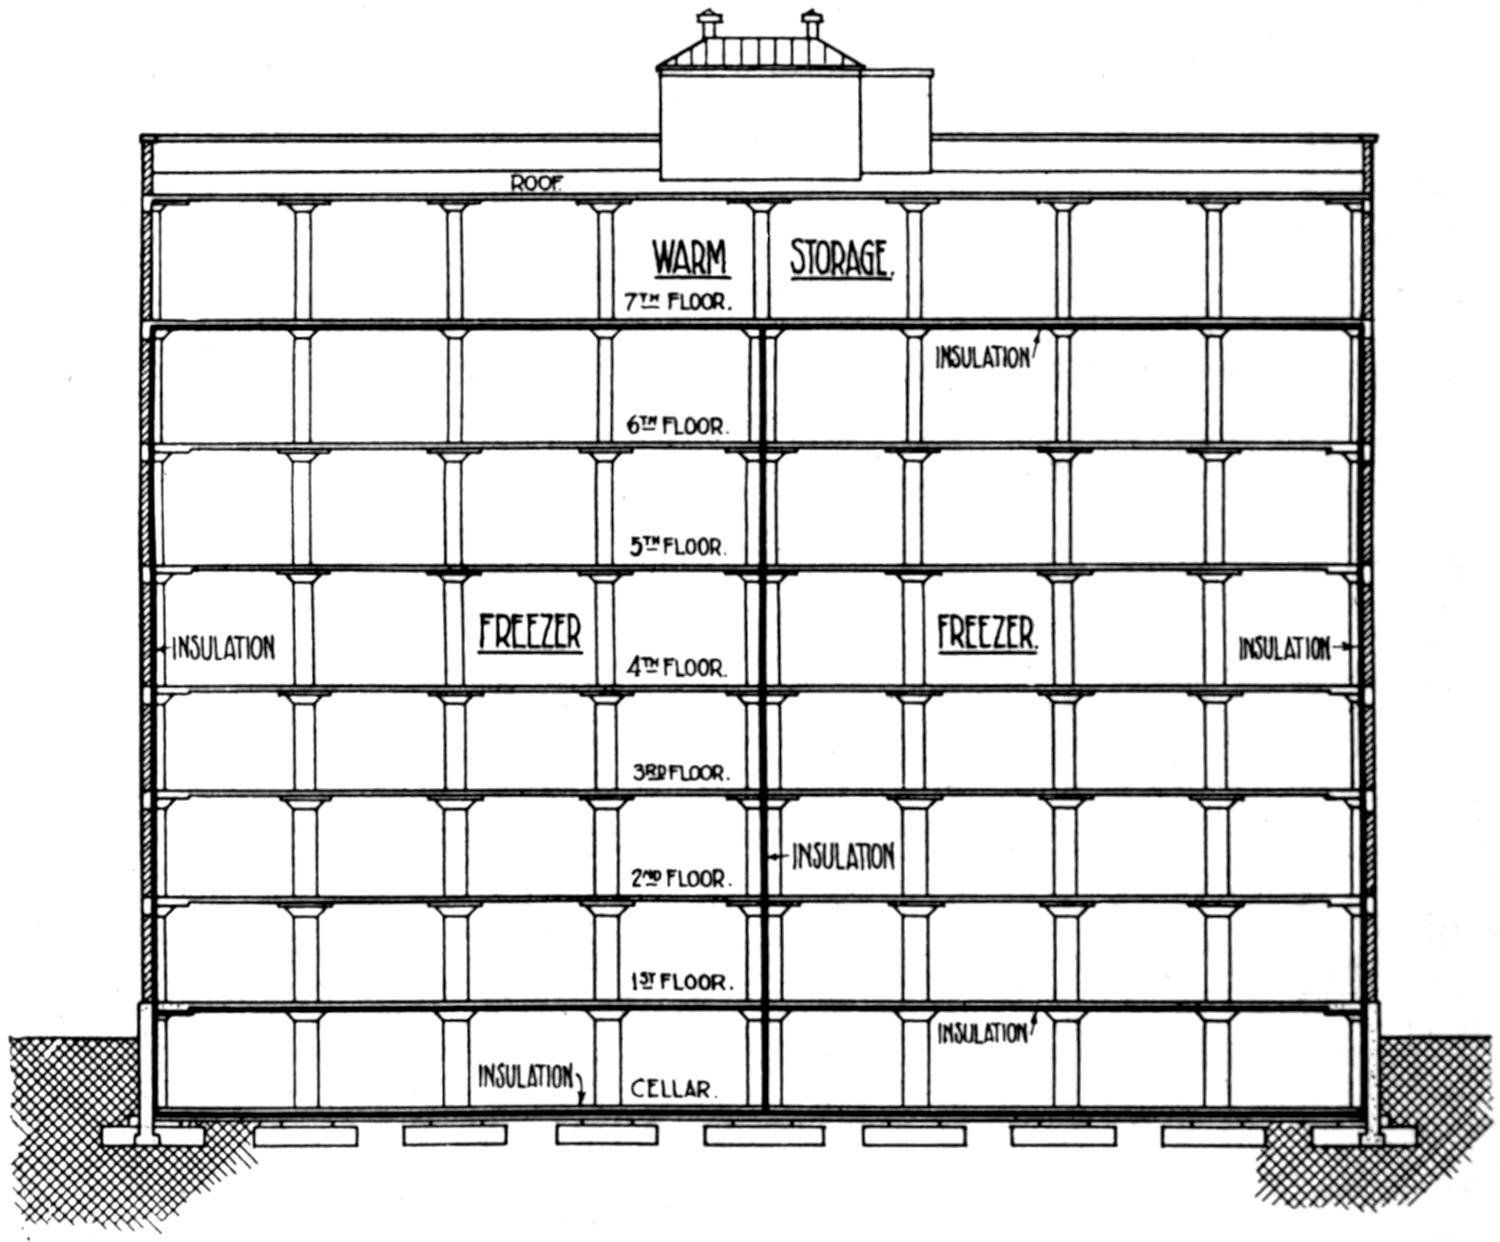 ROOF.
WARM STORAGE.
7TH FLOOR.
INSULATION
6TH FLOOR.
5TH FLOOR.
FREEZER FREEZER.
INSULATION INSULATION
4TH FLOOR.
3RD FLOOR.
INSULATION
2ND FLOOR.
1ST FLOOR.
INSULATION
INSULATION
CELLAR.